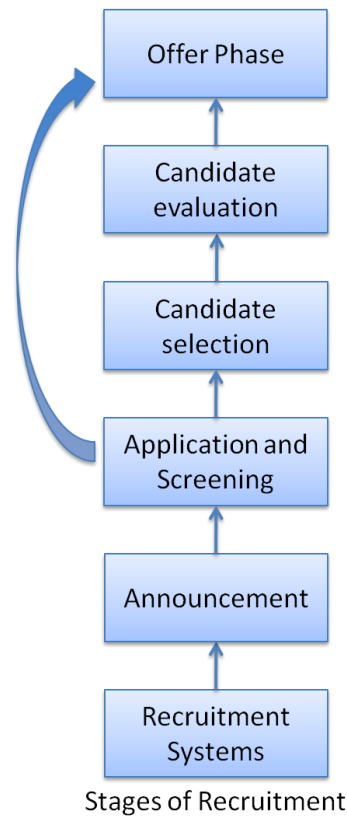 Offer Phase
Candidate
evaluation
Candidate
selection
Application and
Screening
Announcement
Recruitment
Systems
Stages of Recruitment